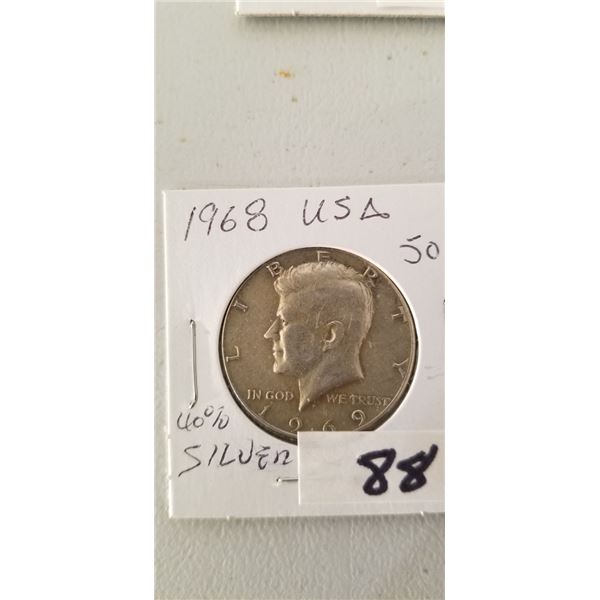 1968 USA
50
LIBERTY
IN GOD WE TRUST
1969
40%
SILVER
88